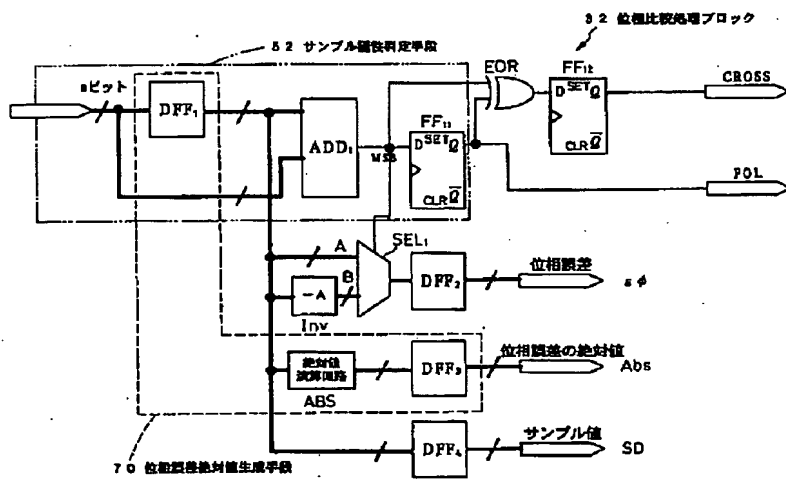 52 サンプル極性判定手段
32 位相比較処理ブロック
nビット
DFF₁
ADD₁
MSB
FF₁₁
D SET Q
CLR Q̅
EOR
FF₁₂
D SET Q
CLR Q̅
CROSS
POL
A
B
SEL₁
-A
Inv
DFF₂
位相誤差
εφ
絶対値
演算回路
ABS
DFF₃
位相誤差の絶対値
Abs
DFF₄
サンプル値
SD
70 位相誤差絶対値生成手段